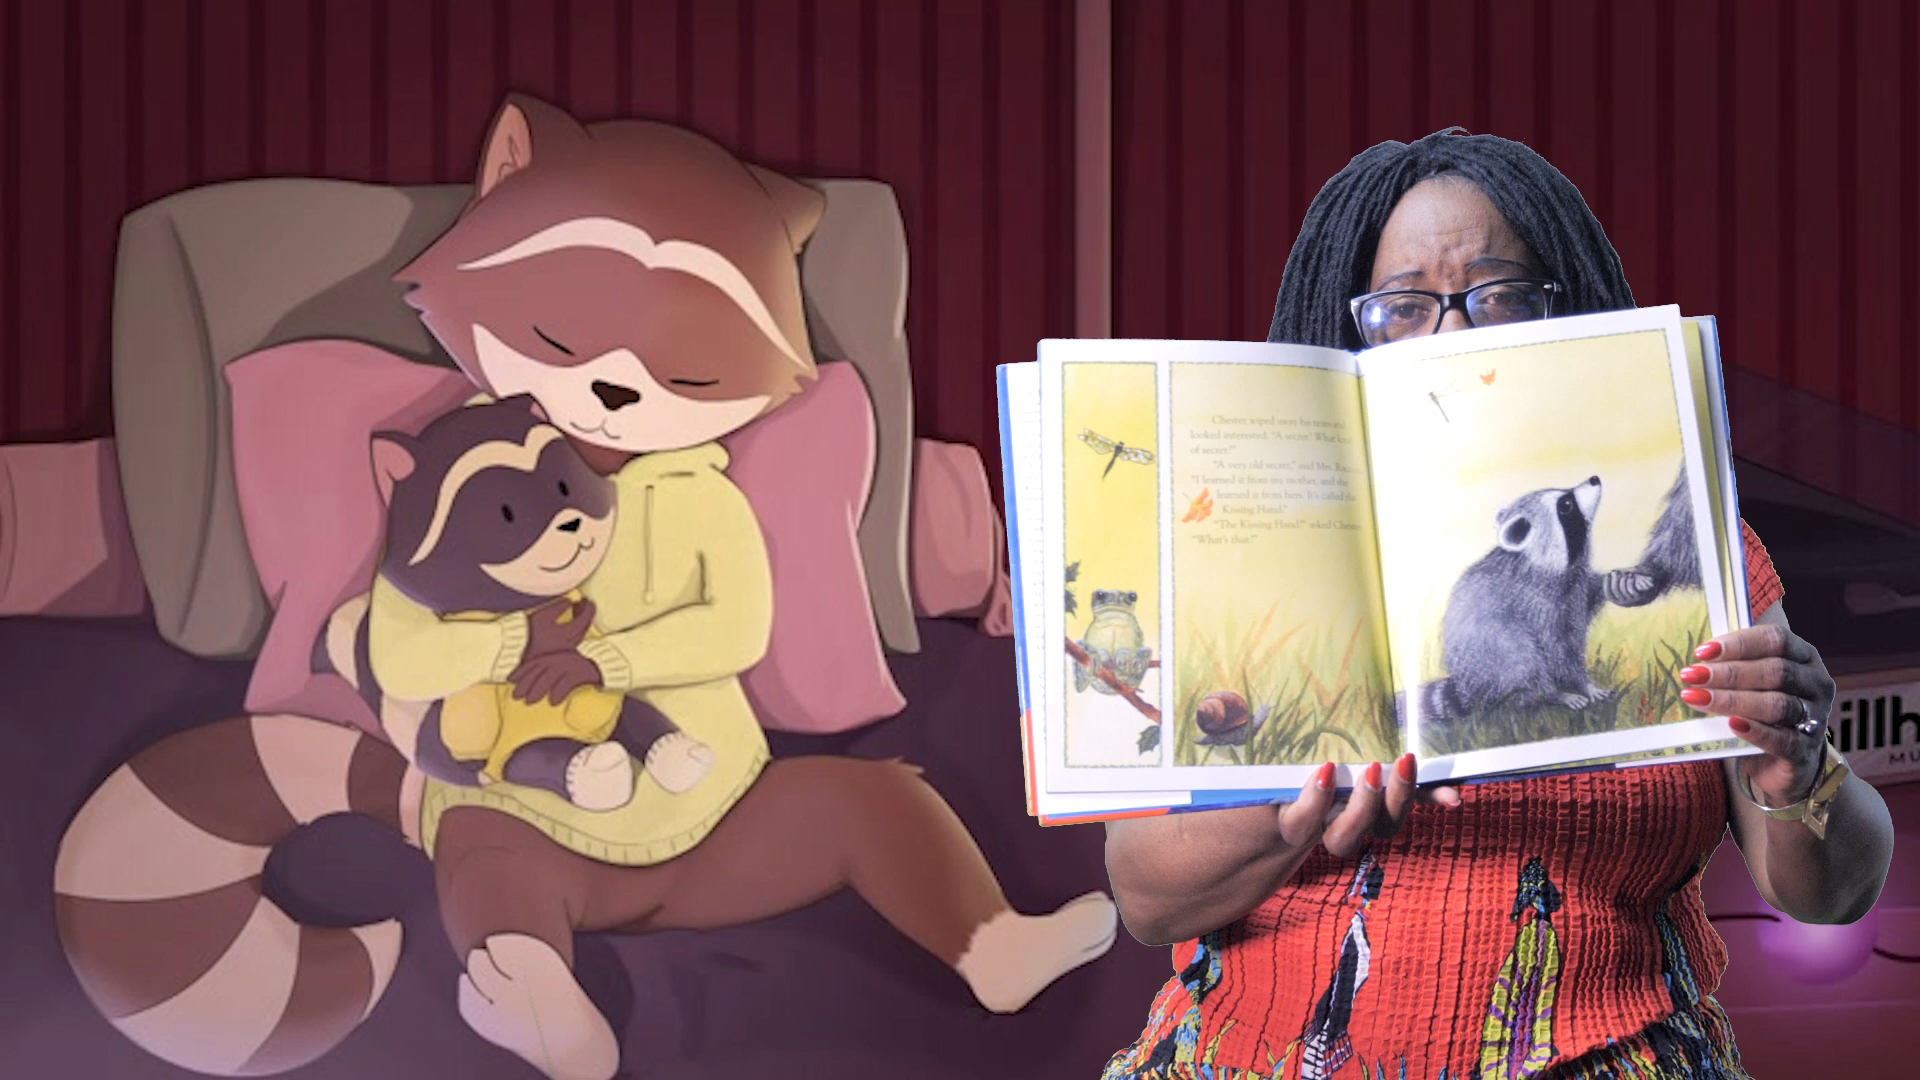 Chester wiped away his tears and
looked interested. "A secret? What kind
of secret?"
"A very old secret," said Mrs.
"I learned it from my mother, and she
learned it from hers. It's called the
Kissing Hand."
"The Kissing Hand?" asked Chester.
"What's that?"
illh
MU